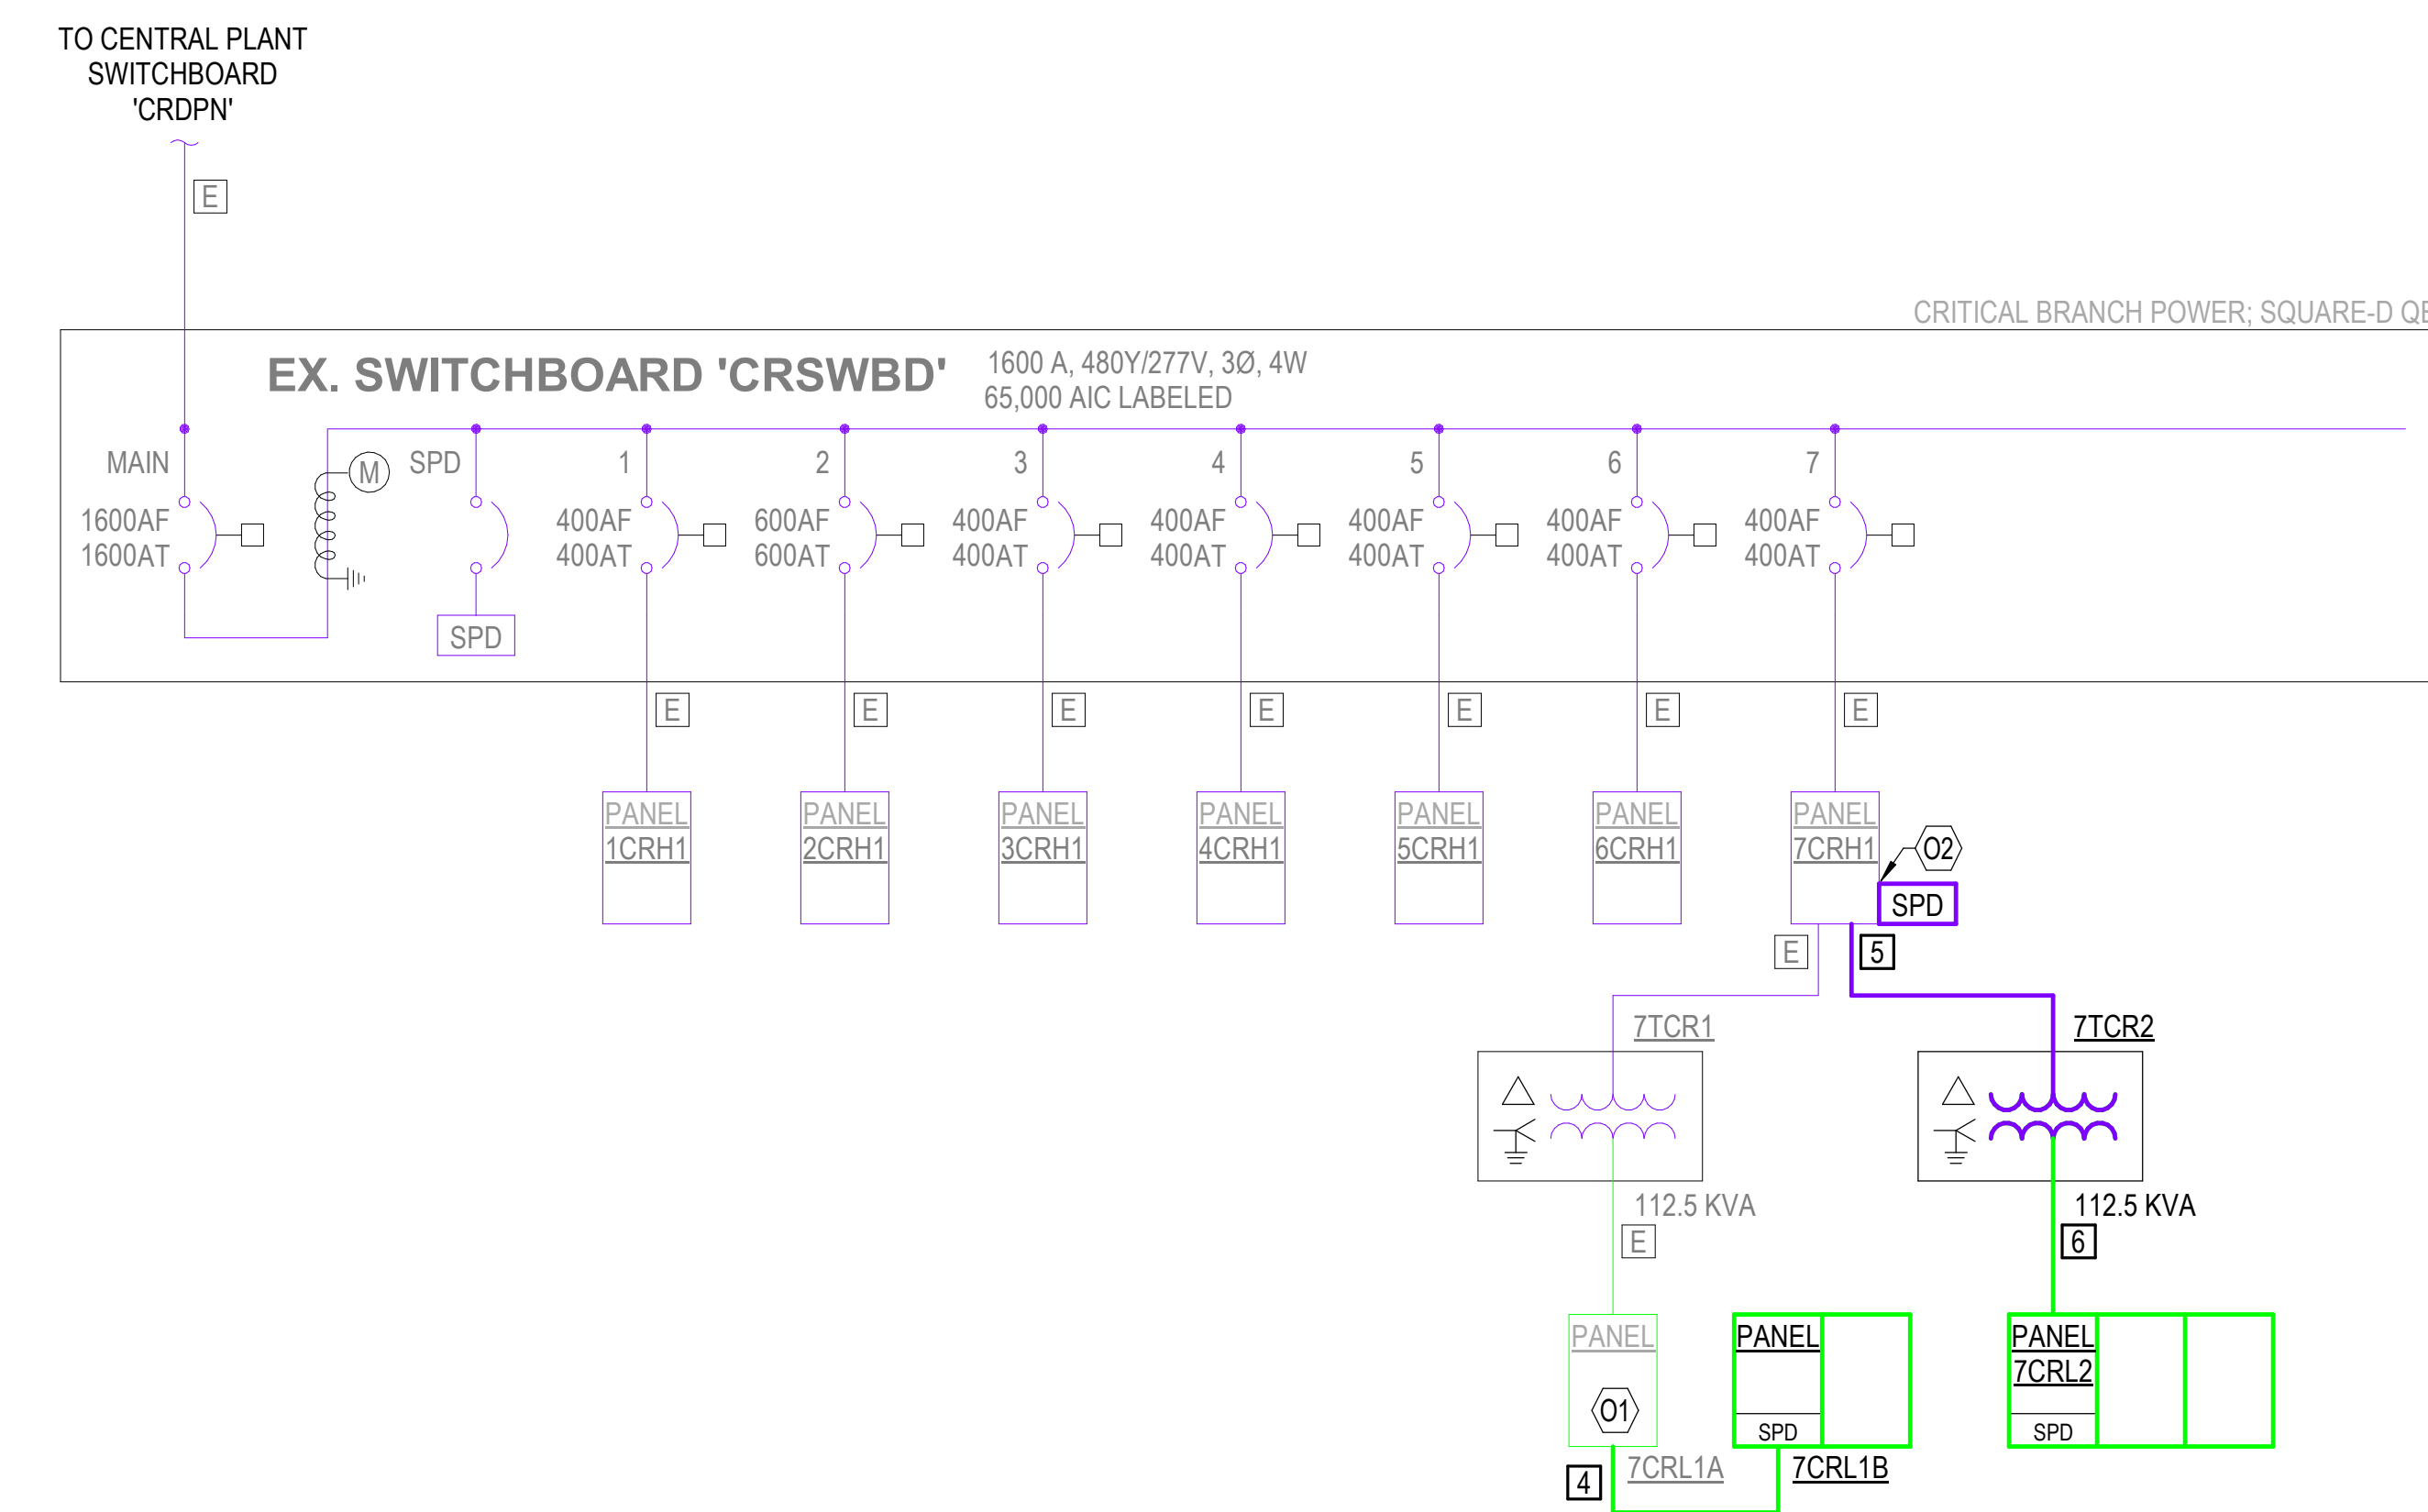 TO CENTRAL PLANT
SWITCHBOARD
'CRDPN'
E
CRITICAL BRANCH POWER; SQUARE-D
EX. SWITCHBOARD 'CRSWBD'
1600 A, 480Y/277V, 3Ø, 4W
65,000 AIC LABELED
MAIN
1600AF
1600AT
M
SPD
SPD
1
400AF
400AT
2
600AF
600AT
3
400AF
400AT
4
400AF
400AT
5
400AF
400AT
6
400AF
400AT
7
400AF
400AT
E
E
E
E
E
E
E
PANEL
1CRH1
PANEL
2CRH1
PANEL
3CRH1
PANEL
4CRH1
PANEL
5CRH1
PANEL
6CRH1
PANEL
7CRH1
O2
SPD
E
5
7TCR1
7TCR2
112.5 KVA
112.5 KVA
E
6
PANEL
O1
PANEL
SPD
PANEL
7CRL2
SPD
4
7CRL1A
7CRL1B